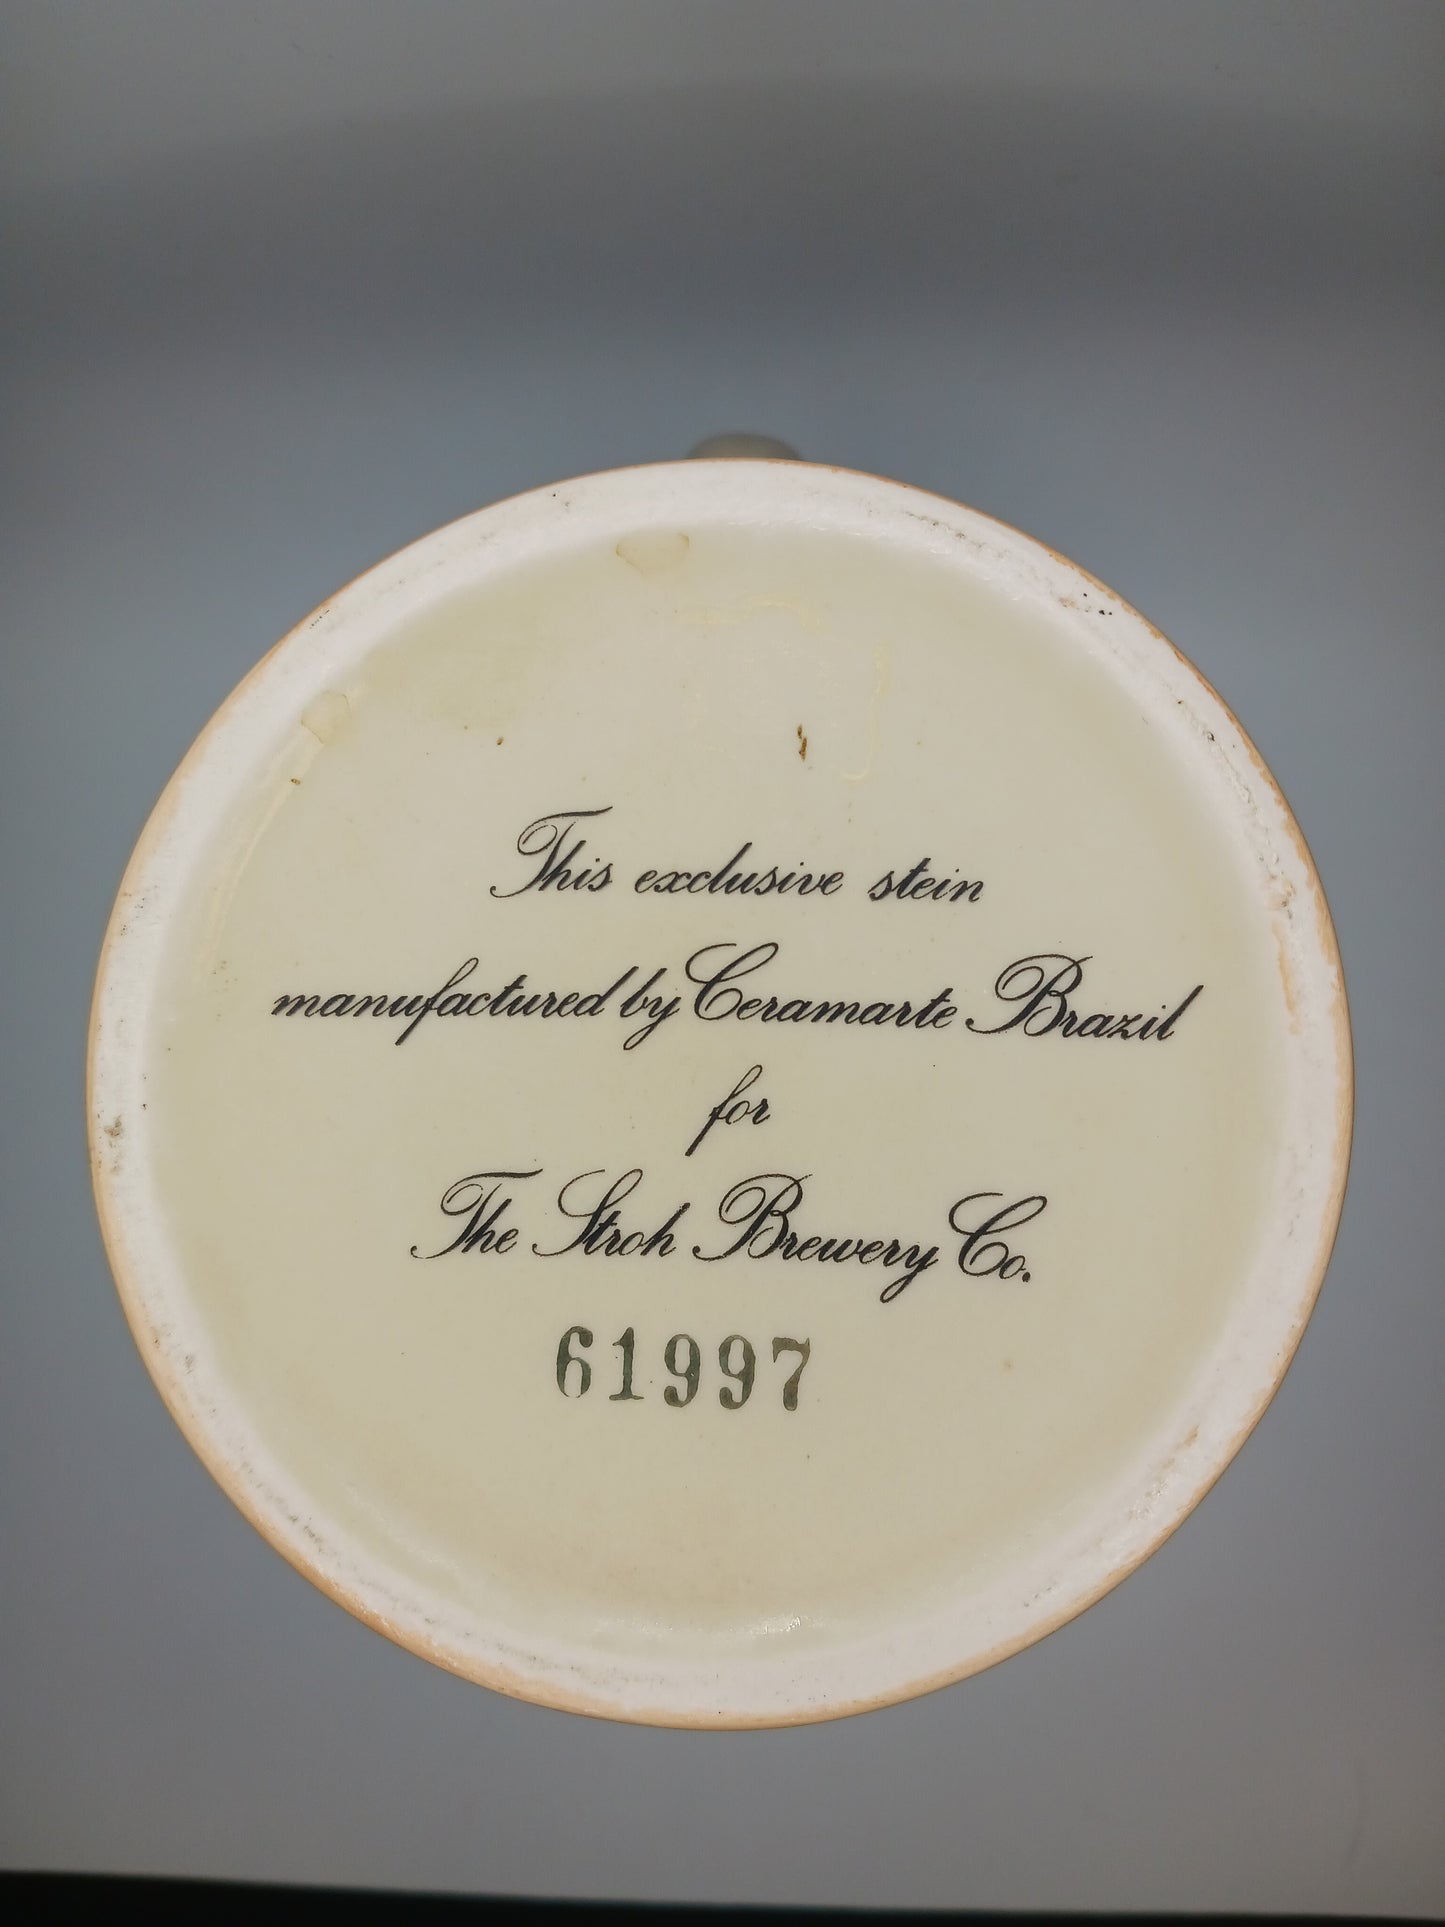 This exclusive stein
manufactured by Ceramarte Brazil
for
The Stroh Brewery Co.
61997